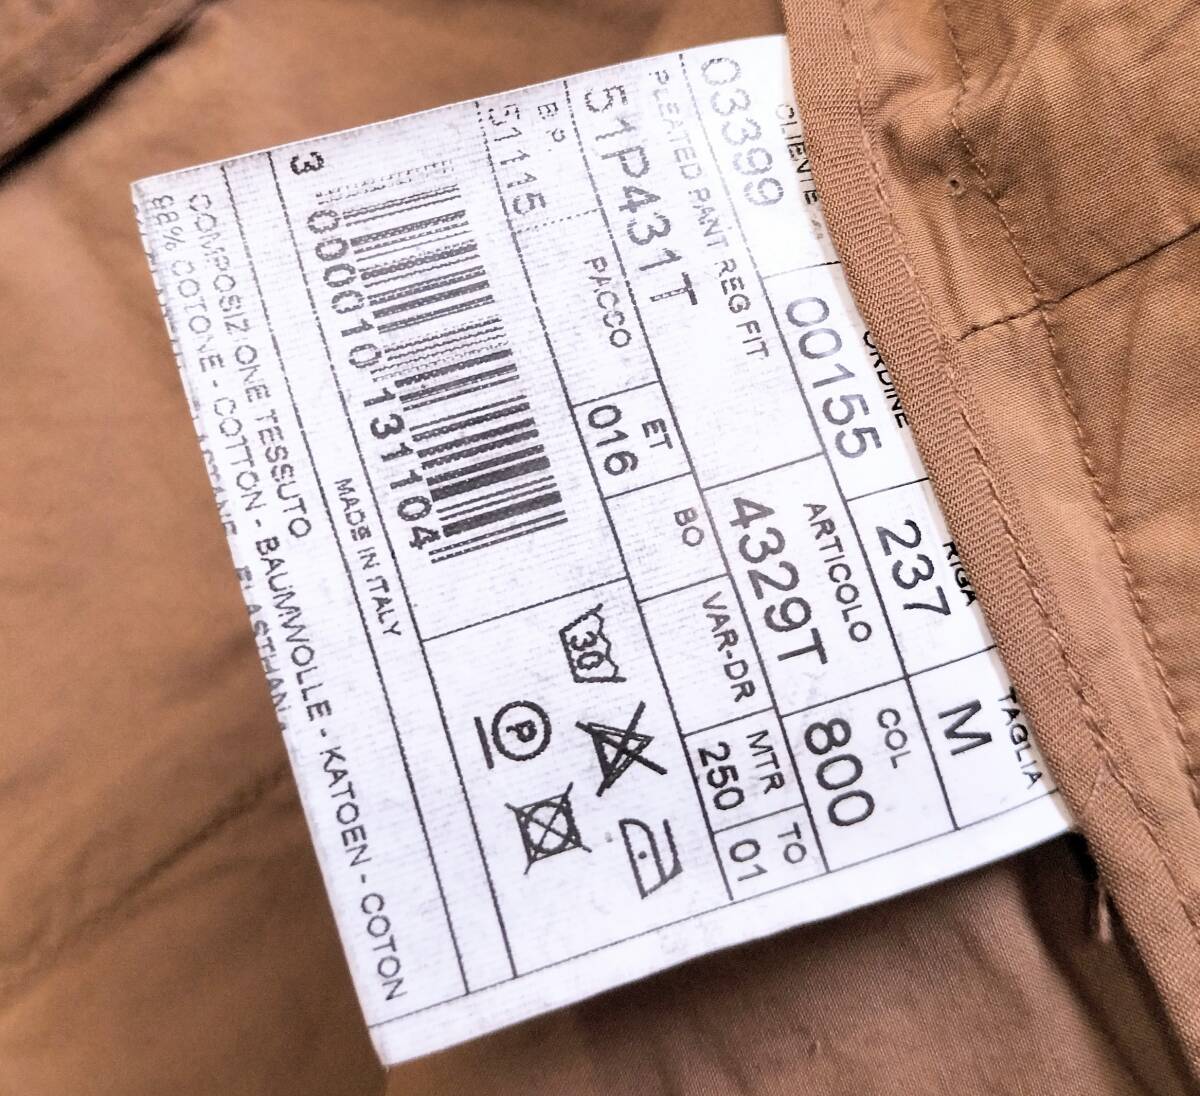 ORDINE RIGA TAGLIA
03399 00155 237 M
PLEATED PANT REG FIT ARTICOLO COL
51P431T 4329T 800
B.P. PACCO ET BO VAR-DR MTR TO
51115 016 250 01
3 000010 131104
30
P
MADE IN ITALY
COMPOSIZIONE TESSUTO
98% COTONE - COTTON - BAUMWOLLE - KATOEN - COTON
ELASTHAN